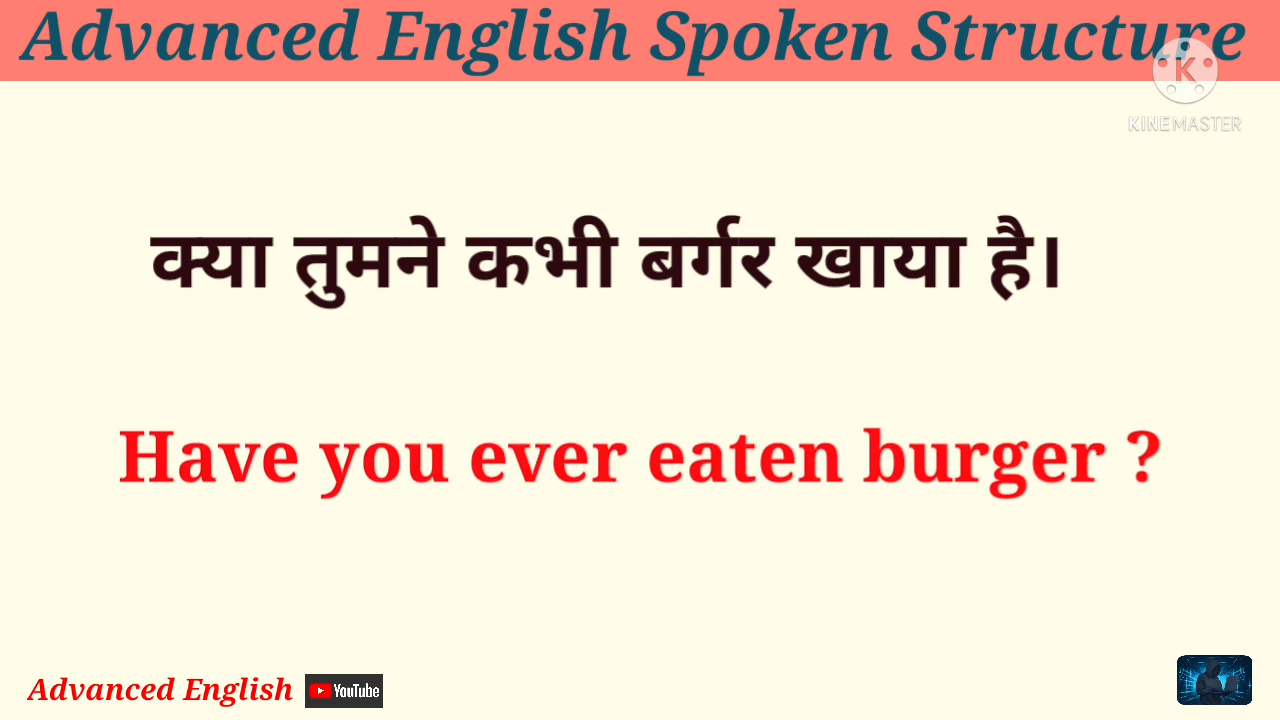 Advanced English Spoken Structure
K
KINEMASTER
क्या तुमने कभी बर्गर खाया है।
Have you ever eaten burger ?
Advanced English YouTube